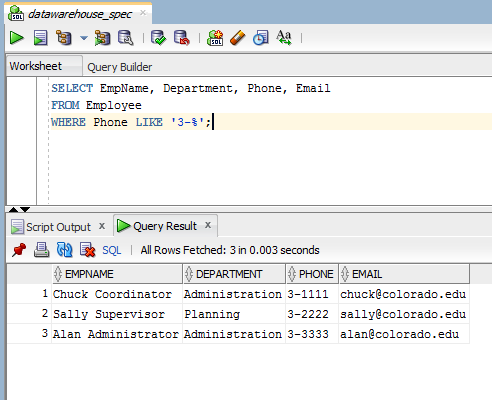 datawarehouse_spec
SQL
Aa
Worksheet Query Builder
SELECT EmpName, Department, Phone, Email
FROM Employee
WHERE Phone LIKE '3-%';
Script Output x Query Result x
SQL | All Rows Fetched: 3 in 0.003 seconds
EMPNAME DEPARTMENT PHONE EMAIL
1 Chuck Coordinator Administration 3-1111 chuck@colorado.edu
2 Sally Supervisor Planning 3-2222 sally@colorado.edu
3 Alan Administrator Administration 3-3333 alan@colorado.edu